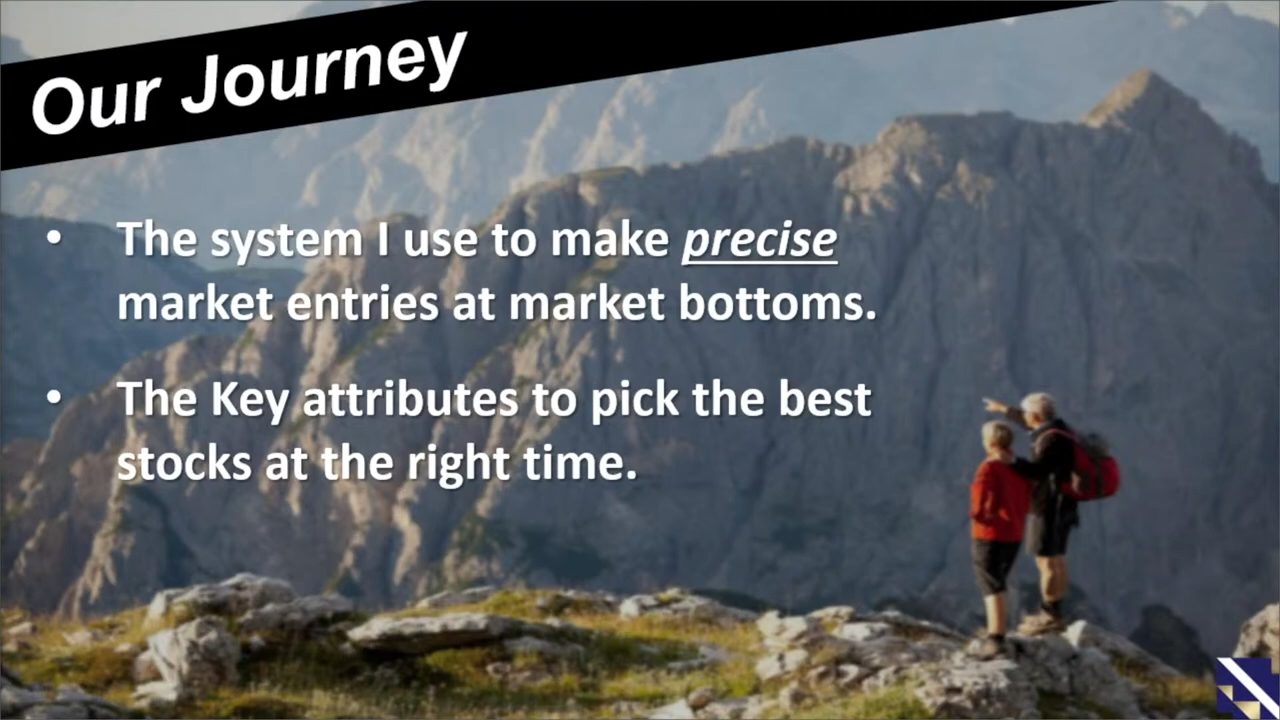 Our Journey
• The system I use to make precise
market entries at market bottoms.
• The Key attributes to pick the best
stocks at the right time.